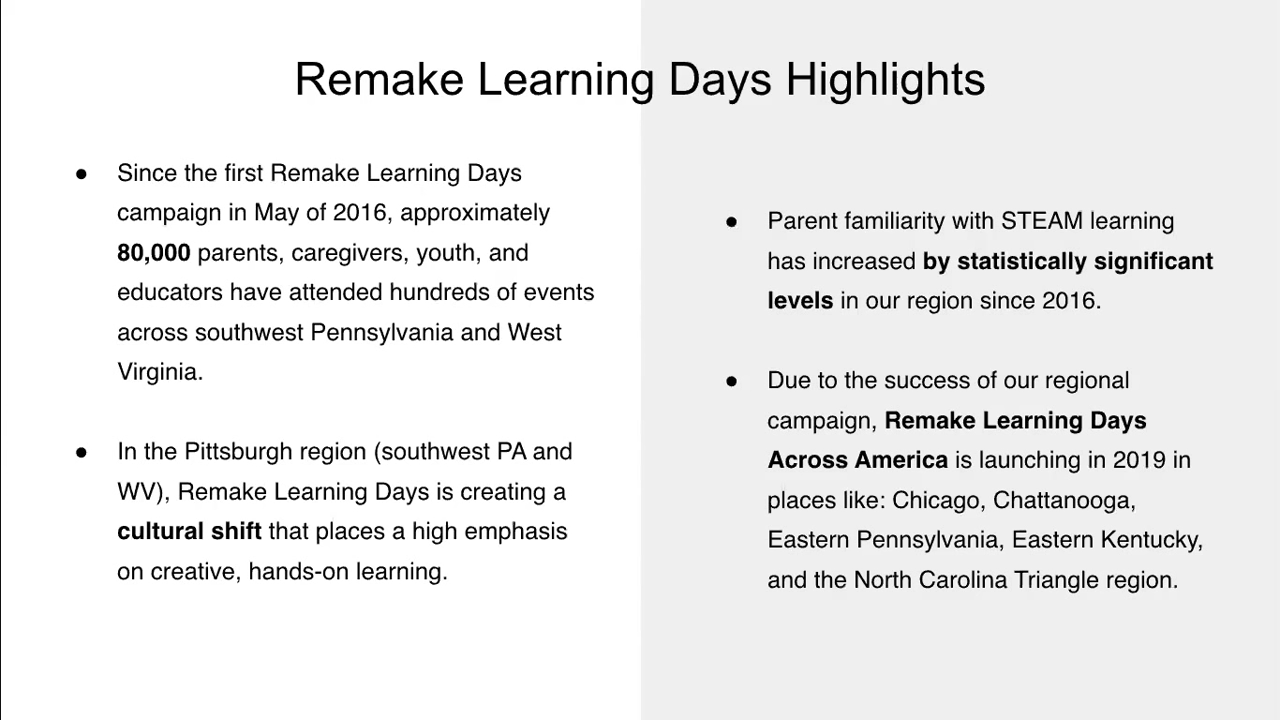 Remake Learning Days Highlights
● Since the first Remake Learning Days
campaign in May of 2016, approximately
80,000 parents, caregivers, youth, and
educators have attended hundreds of events
across southwest Pennsylvania and West
Virginia.
● In the Pittsburgh region (southwest PA and
WV), Remake Learning Days is creating a
cultural shift that places a high emphasis
on creative, hands-on learning.
● Parent familiarity with STEAM learning
has increased by statistically significant
levels in our region since 2016.
● Due to the success of our regional
campaign, Remake Learning Days
Across America is launching in 2019 in
places like: Chicago, Chattanooga,
Eastern Pennsylvania, Eastern Kentucky,
and the North Carolina Triangle region.